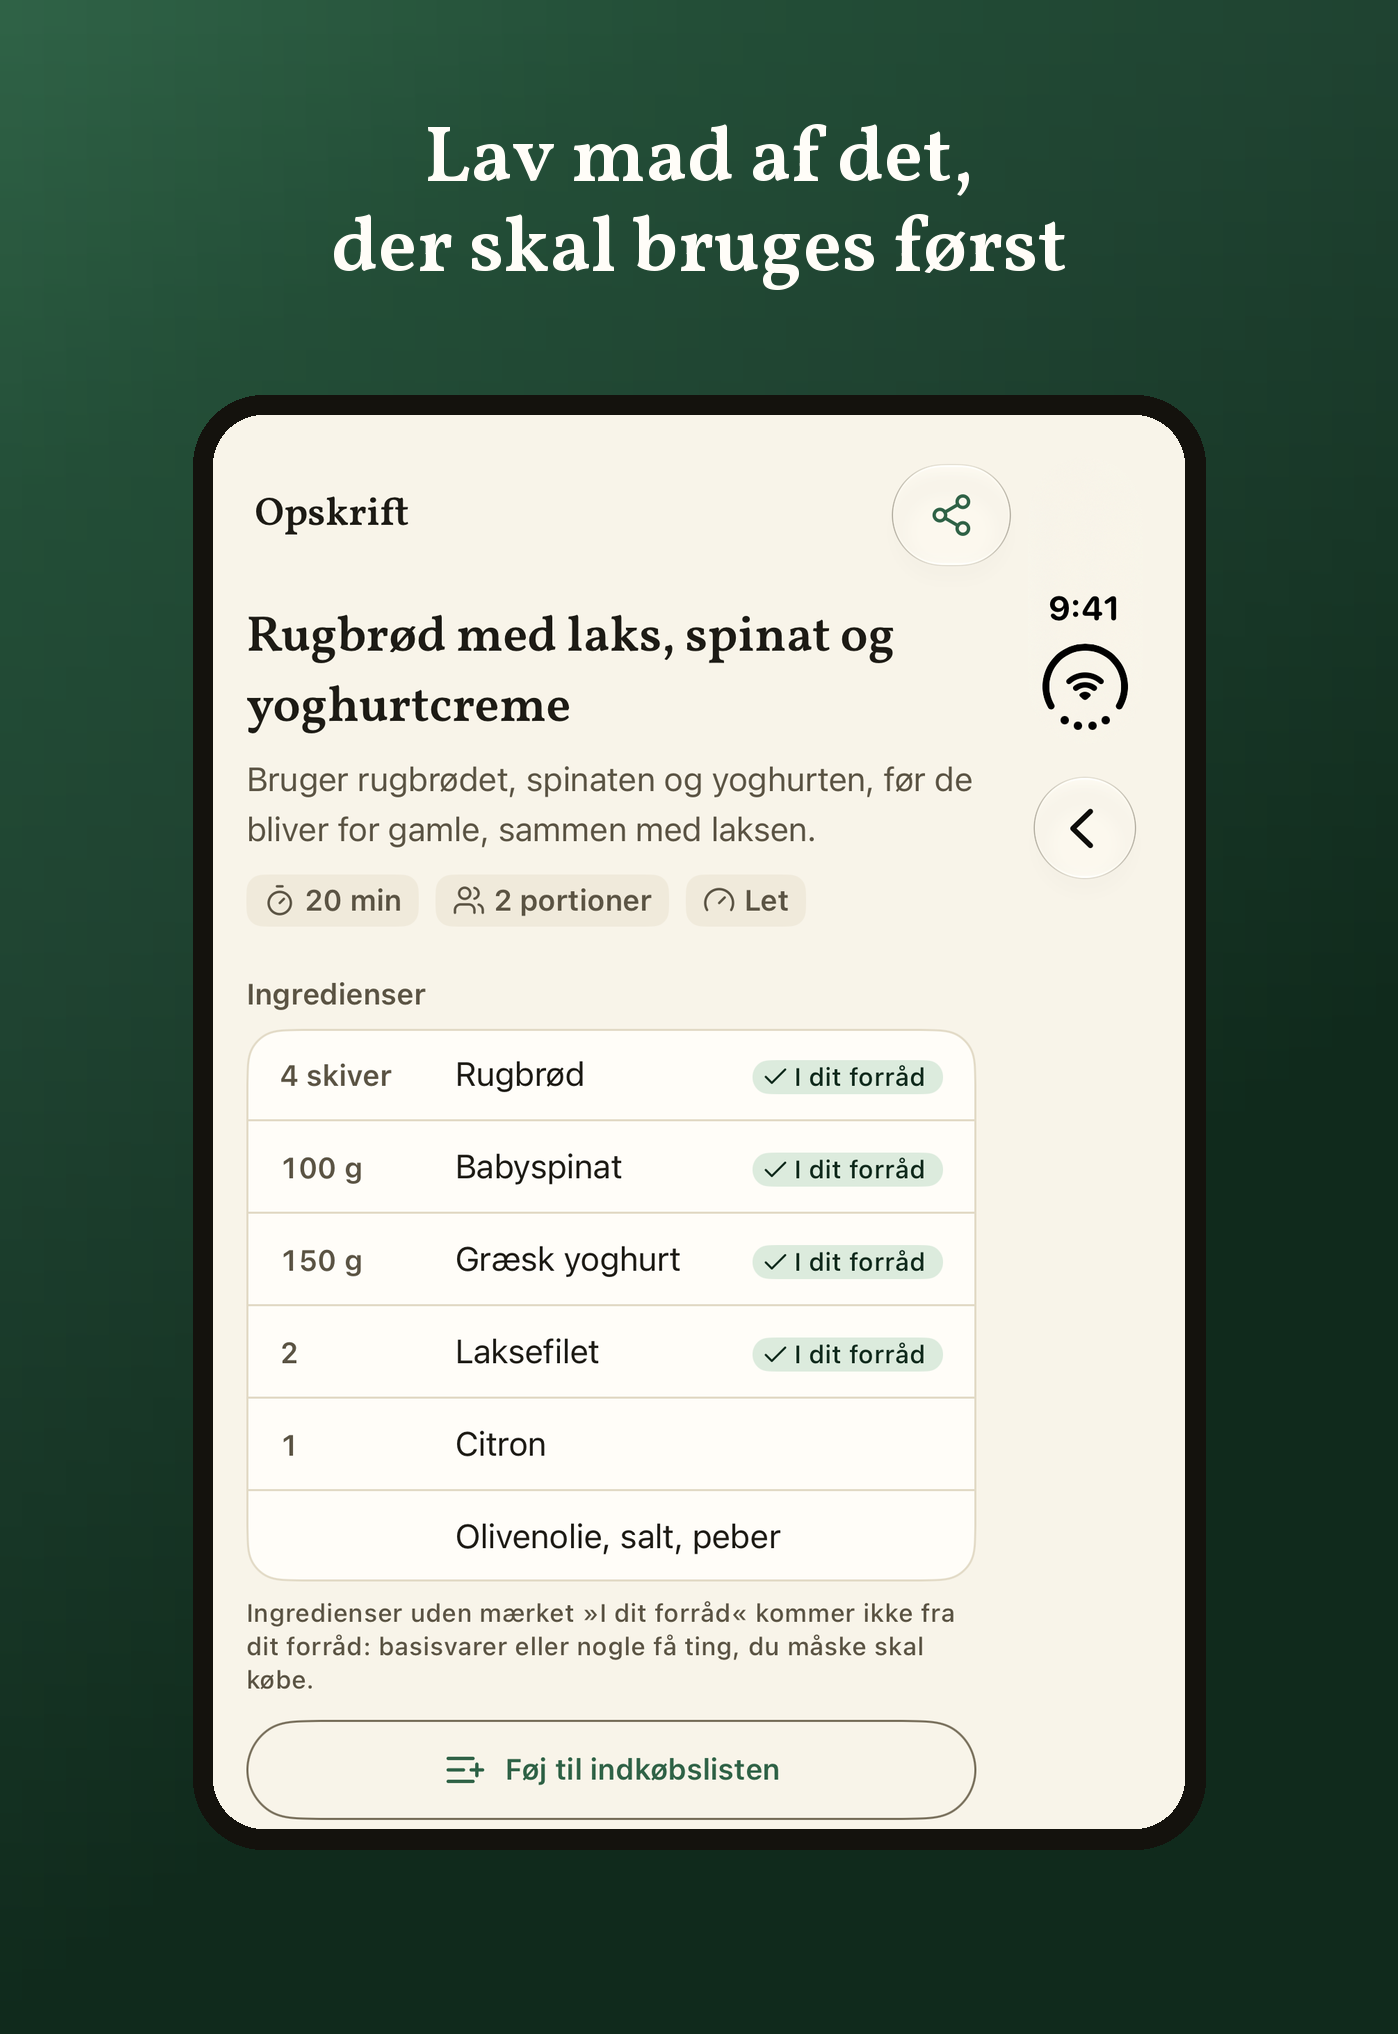 Lav mad af det,
der skal bruges først
Opskrift
9:41
Rugbrød med laks, spinat og
yoghurtcreme
Bruger rugbrødet, spinaten og yoghurten, før de
bliver for gamle, sammen med laksen.
20 min 2 portioner Let
Ingredienser
4 skiver Rugbrød I dit forråd
100 g Babyspinat I dit forråd
150 g Græsk yoghurt I dit forråd
2 Laksefilet I dit forråd
1 Citron
Olivenolie, salt, peber
Ingredienser uden mærket »I dit forråd« kommer ikke fra
dit forråd: basisvarer eller nogle få ting, du måske skal
købe.
Føj til indkøbslisten